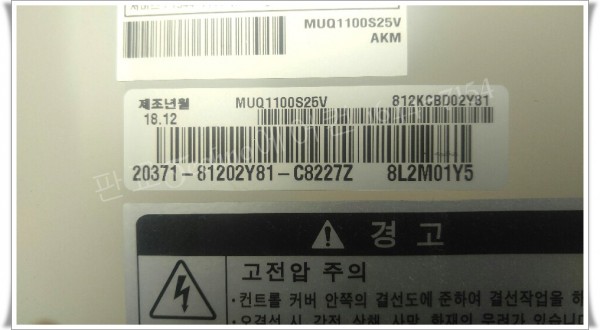 MUQ1100S25V
AKM
제조년월 MUQ1100S25V 812KCBD02Y81
18.12
20371-81202Y81-C8227Z 8L2M01Y5
경고
고전압 주의
·컨트롤 커버 안쪽의 결선도에 준하여 결선작업을 하